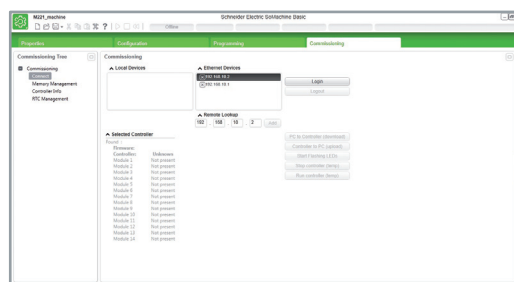 M221_machine
Schneider Electric SoMachine Basic
Offline
Properties
Configuration
Programming
Commissioning
Commissioning Tree
Commissioning
Connect
Memory Management
Controller Info
RTC Management
Commissioning
Local Devices
Ethernet Devices
192.168.10.1
Login
Logout
Remote Lookup
192 . 168 . 10 . 2 Add
Selected Controller
Found :
Firmware:
Controller: Unknown
Module 1 Not present
Module 2 Not present
Module 3 Not present
Module 4 Not present
Module 5 Not present
Module 6 Not present
Module 7 Not present
Module 8 Not present
Module 9 Not present
Module 10 Not present
Module 11 Not present
Module 12 Not present
Module 13 Not present
Module 14 Not present
PC to Controller (download)
Controller to PC (upload)
Start Flashing LEDs
Stop controller (temp)
Run controller (temp)